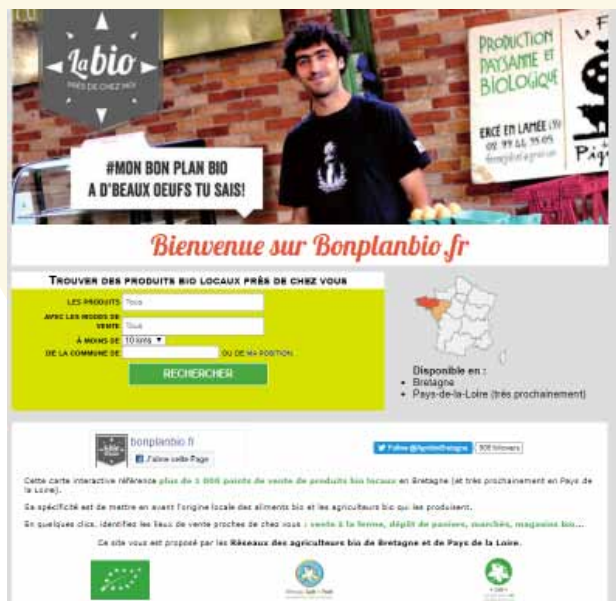 La bio
PRÈS DE CHEZ MOI
#MON BON PLAN BIO
A D'BEAUX OEUFS TU SAIS!
PRODUCTION
PAYSANNE ET
BIOLOGIQUE
ERCÉ EN LAMÉE (35)
Bienvenue sur Bonplanbio.fr
TROUVER DES PRODUITS BIO LOCAUX PRÈS DE CHEZ VOUS
LES PRODUITS Tous
AVEC LES MODES DE
VENTE Tous
À MOINS DE 10 kms
DE LA COMMUNE DE OU DE MA POSITION
RECHERCHER
Disponible en :
• Bretagne
• Pays-de-la-Loire (très prochainement)
bonplanbio.fr
J'aime cette Page
Follow @AgrobioBretagne
followers
Cette carte interactive référence plus de 1 000 points de vente de produits bio locaux en Bretagne (et très prochainement en Pays de
la Loire).
Sa spécificité est de mettre en avant l'origine locale des aliments bio et les agriculteurs bio qui les produisent.
En quelques clics, identifiez les lieux de vente proches de chez vous : vente à la ferme, dépôt de paniers, marchés, magasins bio...
Ce site vous est proposé par les Réseaux des agriculteurs bio de Bretagne et de Pays de la Loire.